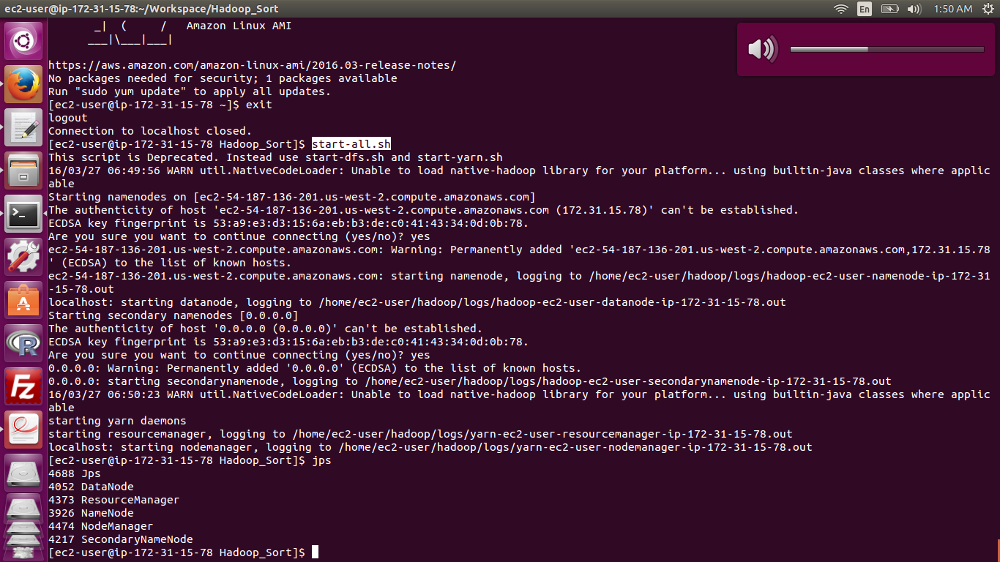 ec2-user@ip-172-31-15-78:~/Workspace/Hadoop_Sort
En
1:50 AM
_| (     /   Amazon Linux AMI
___|\___|___|
https://aws.amazon.com/amazon-linux-ami/2016.03-release-notes/
No packages needed for security; 1 packages available
Run "sudo yum update" to apply all updates.
[ec2-user@ip-172-31-15-78 ~]$ exit
logout
Connection to localhost closed.
[ec2-user@ip-172-31-15-78 Hadoop_Sort]$ start-all.sh
This script is Deprecated. Instead use start-dfs.sh and start-yarn.sh
16/03/27 06:49:56 WARN util.NativeCodeLoader: Unable to load native-hadoop library for your platform... using builtin-java classes where applic
able
Starting namenodes on [ec2-54-187-136-201.us-west-2.compute.amazonaws.com]
The authenticity of host 'ec2-54-187-136-201.us-west-2.compute.amazonaws.com (172.31.15.78)' can't be established.
ECDSA key fingerprint is 53:a9:e3:d3:15:6a:eb:b3:de:c0:41:43:34:0d:0b:78.
Are you sure you want to continue connecting (yes/no)? yes
ec2-54-187-136-201.us-west-2.compute.amazonaws.com: Warning: Permanently added 'ec2-54-187-136-201.us-west-2.compute.amazonaws.com,172.31.15.78
' (ECDSA) to the list of known hosts.
ec2-54-187-136-201.us-west-2.compute.amazonaws.com: starting namenode, logging to /home/ec2-user/hadoop/logs/hadoop-ec2-user-namenode-ip-172-31
-15-78.out
localhost: starting datanode, logging to /home/ec2-user/hadoop/logs/hadoop-ec2-user-datanode-ip-172-31-15-78.out
Starting secondary namenodes [0.0.0.0]
The authenticity of host '0.0.0.0 (0.0.0.0)' can't be established.
ECDSA key fingerprint is 53:a9:e3:d3:15:6a:eb:b3:de:c0:41:43:34:0d:0b:78.
Are you sure you want to continue connecting (yes/no)? yes
0.0.0.0: Warning: Permanently added '0.0.0.0' (ECDSA) to the list of known hosts.
0.0.0.0: starting secondarynamenode, logging to /home/ec2-user/hadoop/logs/hadoop-ec2-user-secondarynamenode-ip-172-31-15-78.out
16/03/27 06:50:23 WARN util.NativeCodeLoader: Unable to load native-hadoop library for your platform... using builtin-java classes where applic
able
starting yarn daemons
starting resourcemanager, logging to /home/ec2-user/hadoop/logs/yarn-ec2-user-resourcemanager-ip-172-31-15-78.out
localhost: starting nodemanager, logging to /home/ec2-user/hadoop/logs/yarn-ec2-user-nodemanager-ip-172-31-15-78.out
[ec2-user@ip-172-31-15-78 Hadoop_Sort]$ jps
4688 Jps
4052 DataNode
4373 ResourceManager
3926 NameNode
4474 NodeManager
4217 SecondaryNameNode
[ec2-user@ip-172-31-15-78 Hadoop_Sort]$